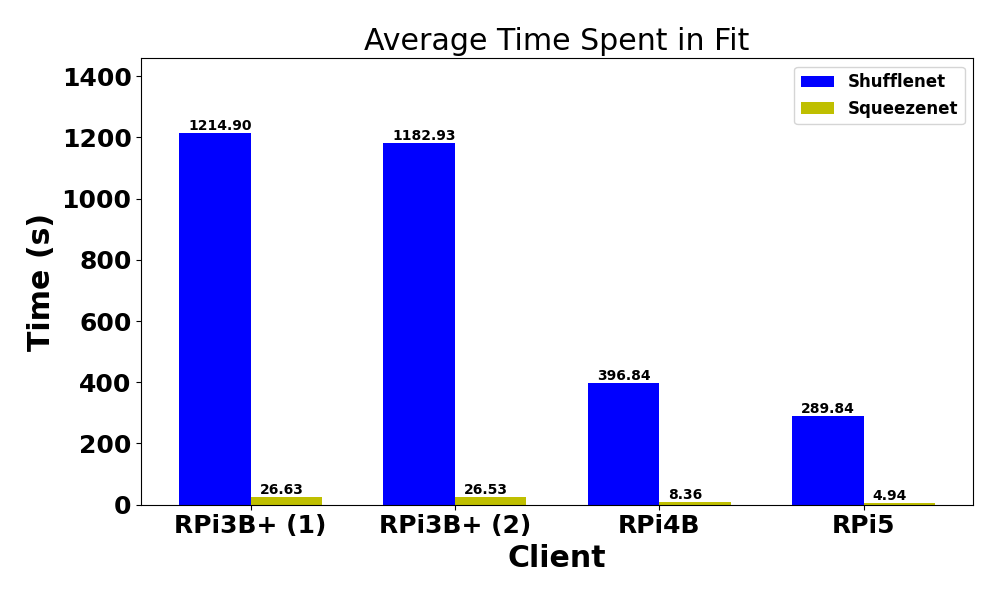 Average Time Spent in Fit
1400
1200
1000
800
600
400
200
0
Time (s)
Shufflenet
Squeezenet
1214.90
26.63
1182.93
26.53
396.84
8.36
289.84
4.94
RPi3B+ (1)
RPi3B+ (2)
RPi4B
RPi5
Client